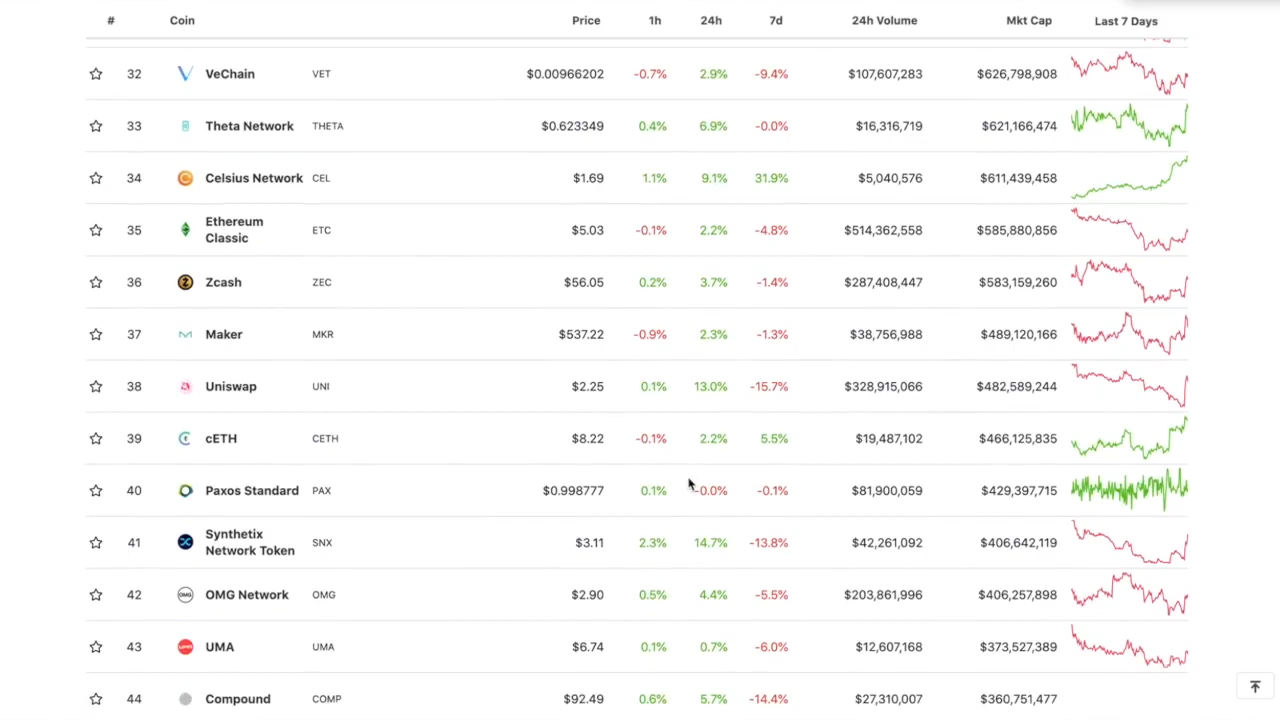 # Coin Price 1h 24h 7d 24h Volume Mkt Cap Last 7 Days
32 VeChain VET $0.00966202 -0.7% 2.9% -9.4% $107,607,283 $626,798,908
33 Theta Network THETA $0.623349 0.4% 6.9% -0.0% $16,316,719 $621,166,474
34 Celsius Network CEL $1.69 1.1% 9.1% 31.9% $5,040,576 $611,439,458
35 Ethereum
Classic ETC $5.03 -0.1% 2.2% -4.8% $514,362,558 $585,880,856
36 Zcash ZEC $56.05 0.2% 3.7% -1.4% $287,408,447 $583,159,260
37 Maker MKR $537.22 -0.9% 2.3% -1.3% $38,756,988 $489,120,166
38 Uniswap UNI $2.25 0.1% 13.0% -15.7% $328,915,066 $482,589,244
39 cETH CETH $8.22 -0.1% 2.2% 5.5% $19,487,102 $466,125,835
40 Paxos Standard PAX $0.998777 0.1% -0.0% -0.1% $81,900,059 $429,397,715
41 Synthetix
Network Token SNX $3.11 2.3% 14.7% -13.8% $42,261,092 $406,642,119
42 OMG OMG Network OMG $2.90 0.5% 4.4% -5.5% $203,861,996 $406,257,898
43 UMA UMA UMA $6.74 0.1% 0.7% -6.0% $12,607,168 $373,527,389
44 Compound COMP $92.49 0.6% 5.7% -14.4% $27,310,007 $360,751,477